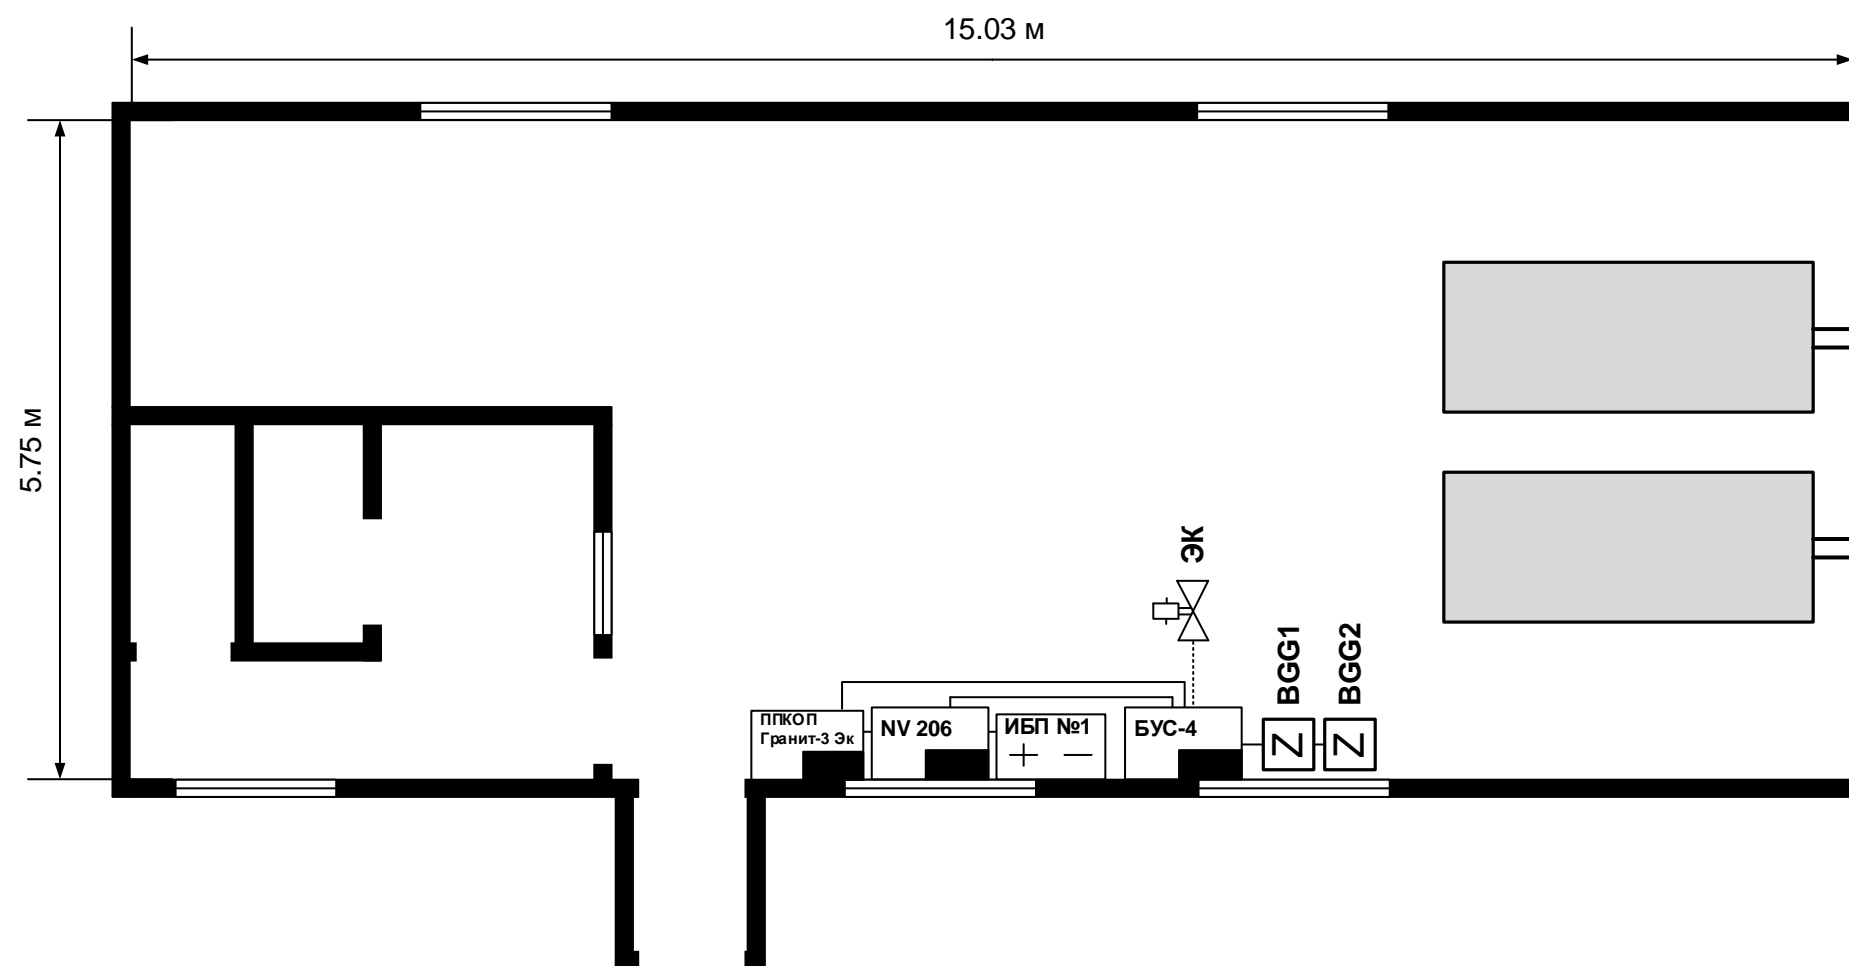 15.03 м
5.75 м
ЭК
BGG1
BGG2
ППКОП
Гранит-3 Эк
NV 206
ИБП №1
+ —
БУС-4
Z
Z